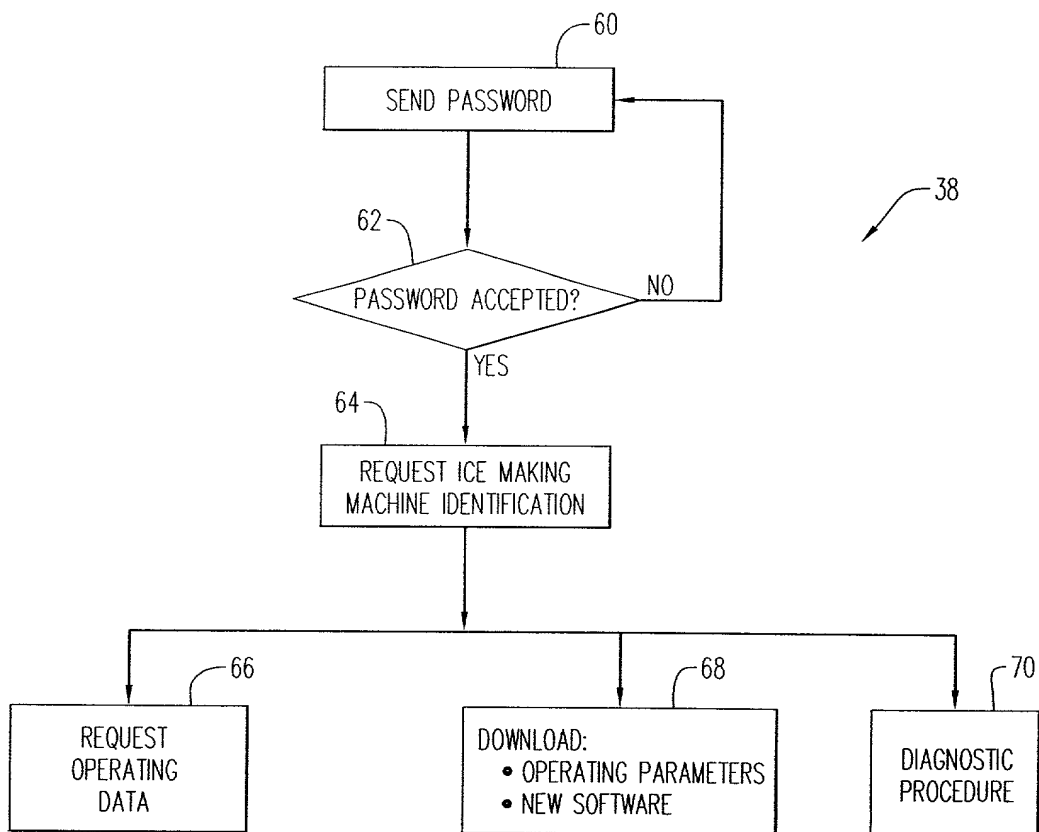 60
SEND PASSWORD
38
62
PASSWORD ACCEPTED?
NO
YES
64
REQUEST ICE MAKING
MACHINE IDENTIFICATION
66
REQUEST
OPERATING
DATA
68
DOWNLOAD:
• OPERATING PARAMETERS
• NEW SOFTWARE
70
DIAGNOSTIC
PROCEDURE